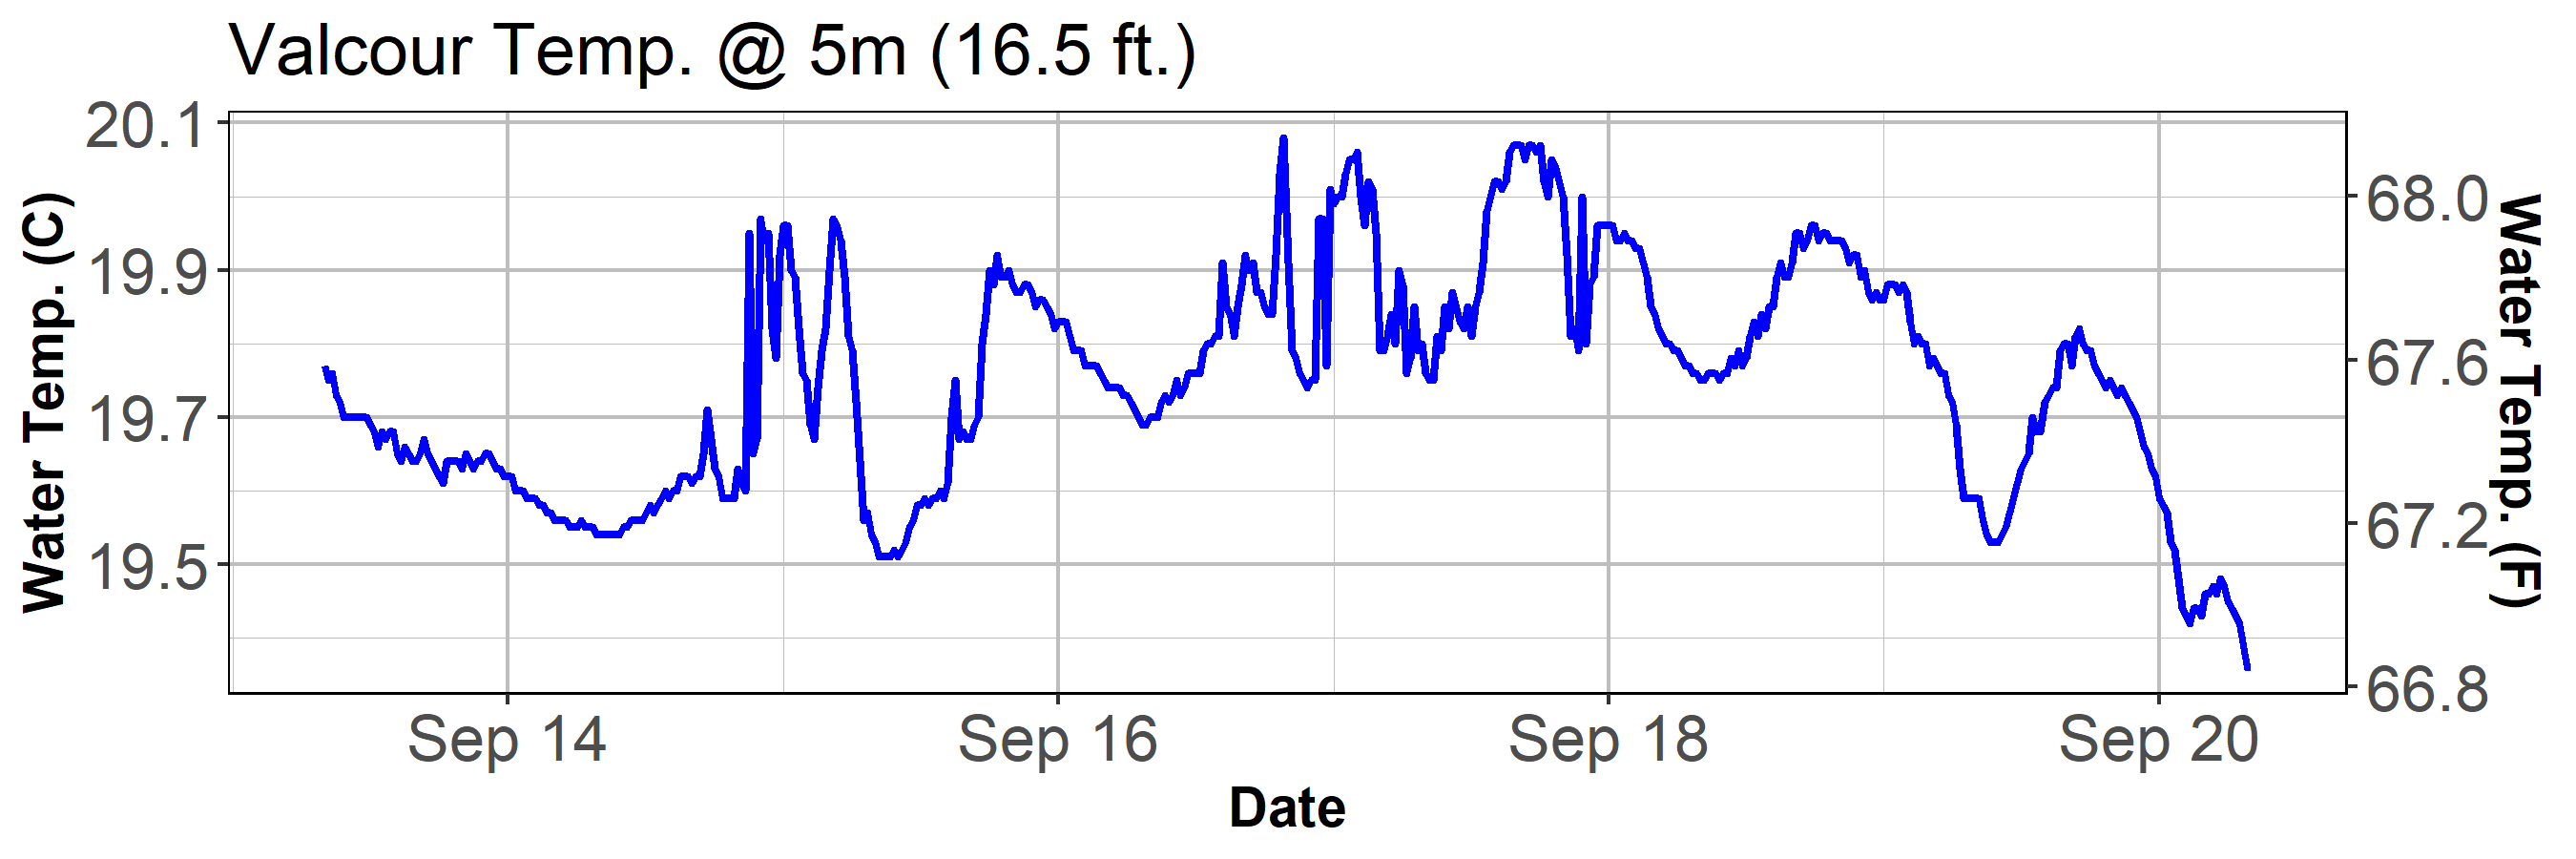 Valcour Temp. @ 5m (16.5 ft.)
Water Temp. (C)
20.1
19.9
19.7
19.5
68.0
67.6
67.2
66.8
Water Temp. (F)
Sep 14 Sep 16 Sep 18 Sep 20
Date